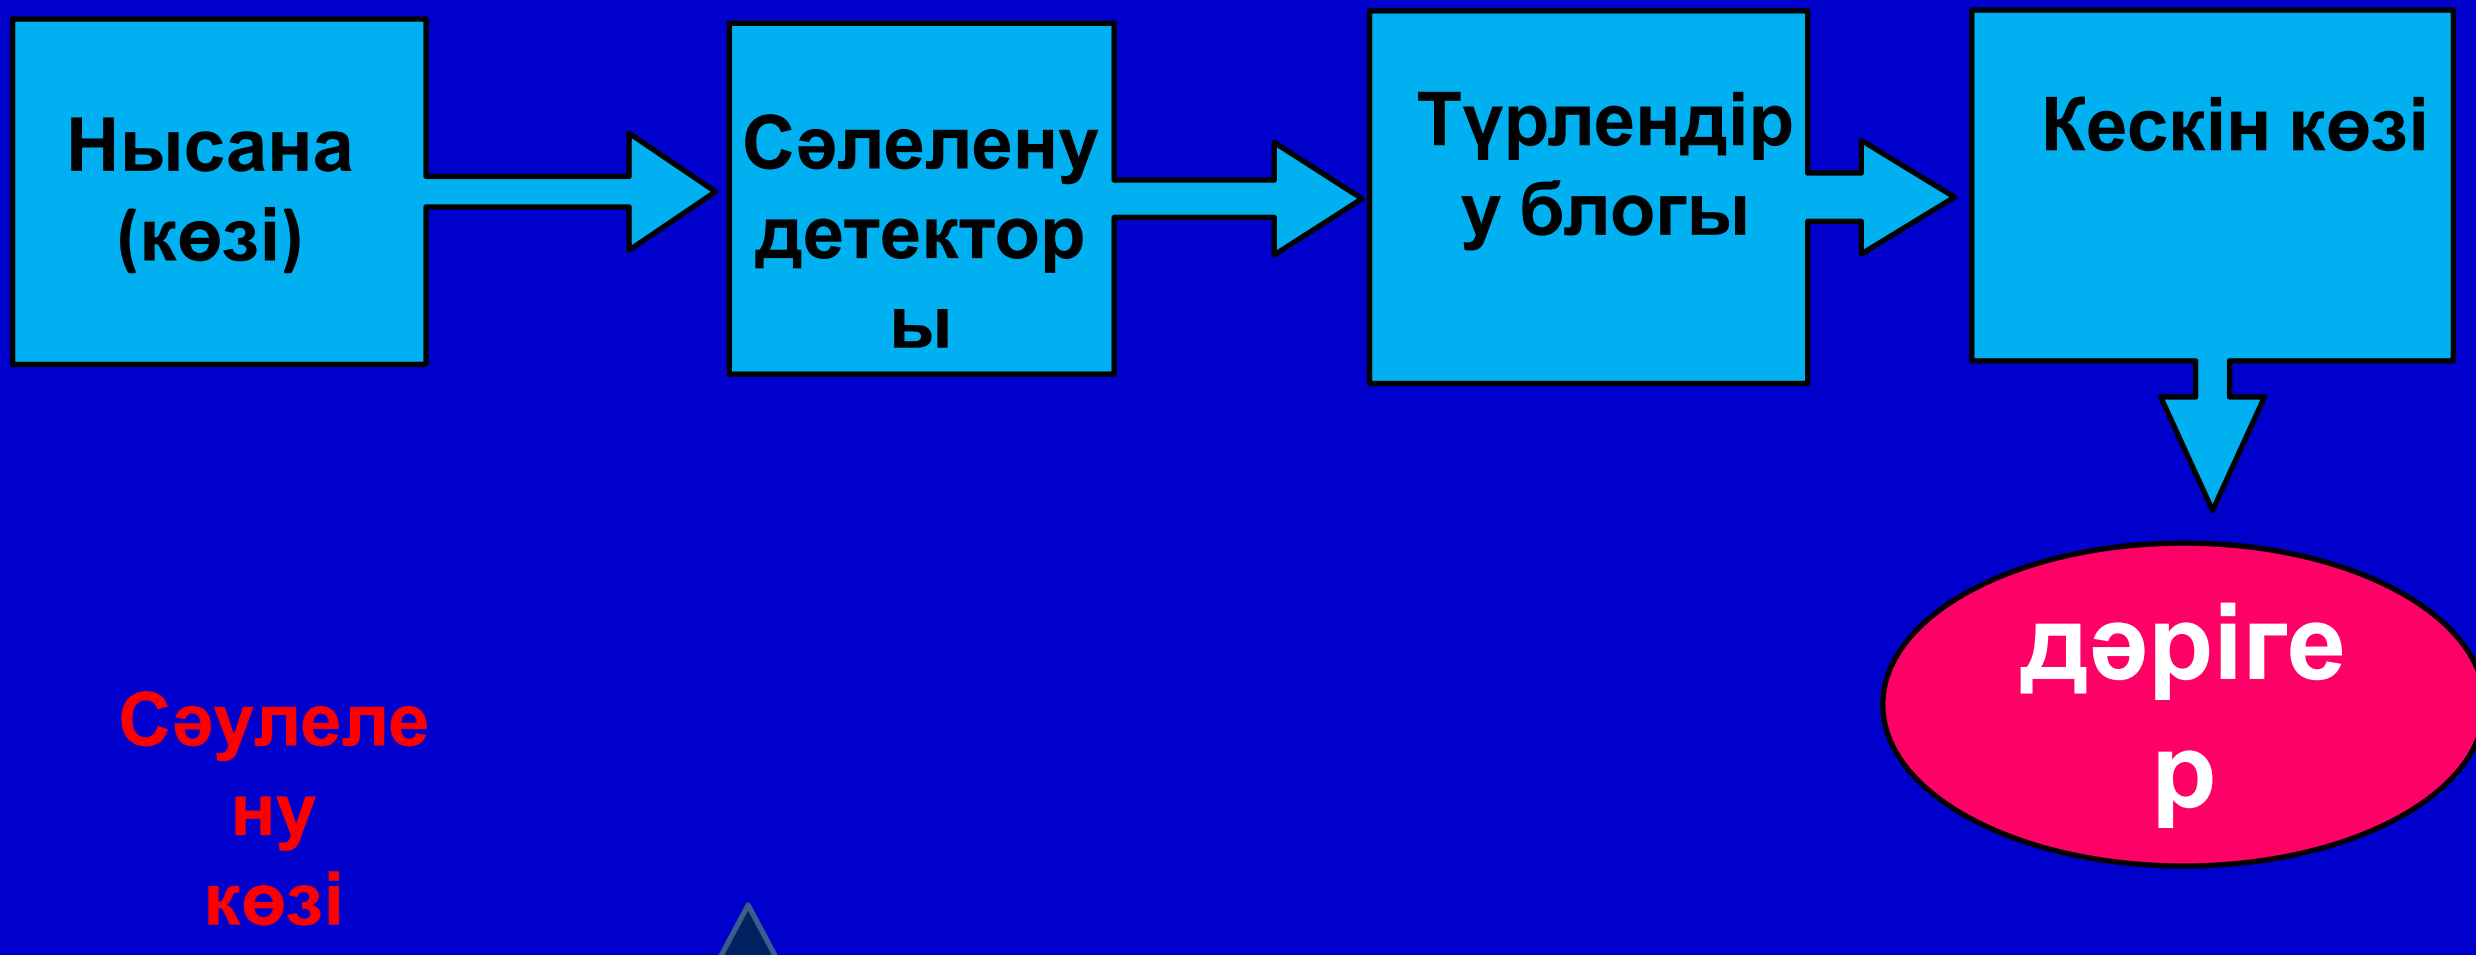 Нысана
(көзі)
Сәлелену
детектор
ы
Түрлендір
у блогы
Кескін көзі
дәріге
р
Сәулеле
ну
көзі